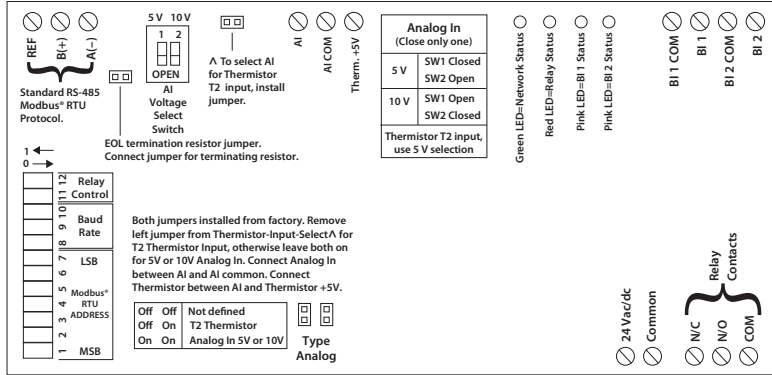 REF
B(+)
A(−)
Standard RS-485
Modbus® RTU
Protocol.
5 V 10 V
1 2
OPEN
AI
Voltage
Select
Switch
Λ To select AI
for Thermistor
T2 input, install
jumper.
EOL termination resistor jumper.
Connect jumper for terminating resistor.
AI
AI COM
Therm. +5V
Analog In
(Close only one)
5 V
SW1 Closed
SW2 Open
10 V
SW1 Open
SW2 Closed
Thermistor T2 input,
use 5 V selection
Green LED=Network Status
Red LED=Relay Status
Pink LED=BI 1 Status
Pink LED=BI 2 Status
BI 1 COM
BI 1
BI 2 COM
BI 2
1
0
12
11
10
9
8
7
6
5
4
3
2
1
Relay
Control
Baud
Rate
LSB
Modbus®
RTU
ADDRESS
MSB
Both jumpers installed from factory. Remove
left jumper from Thermistor-Input-SelectΛ for
T2 Thermistor Input, otherwise leave both on
for 5V or 10V Analog In. Connect Analog In
between AI and AI common. Connect
Thermistor between AI and Thermistor +5V.
Off Off Not defined
Off On T2 Thermistor
On On Analog In 5V or 10V
Type
Analog
24 Vac/dc
Common
Relay
Contacts
N/C
N/O
COM